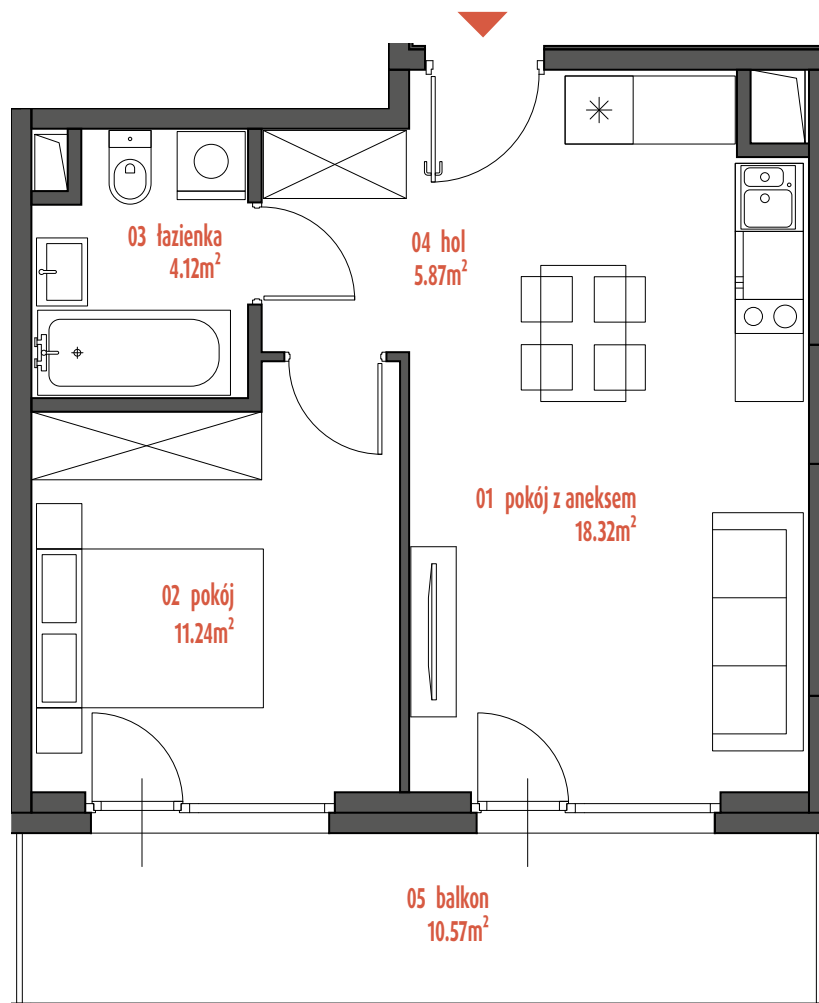 03 łazienka
4.12m²
04 hol
5.87m²
01 pokój z aneksem
18.32m²
02 pokój
11.24m²
05 balkon
10.57m²